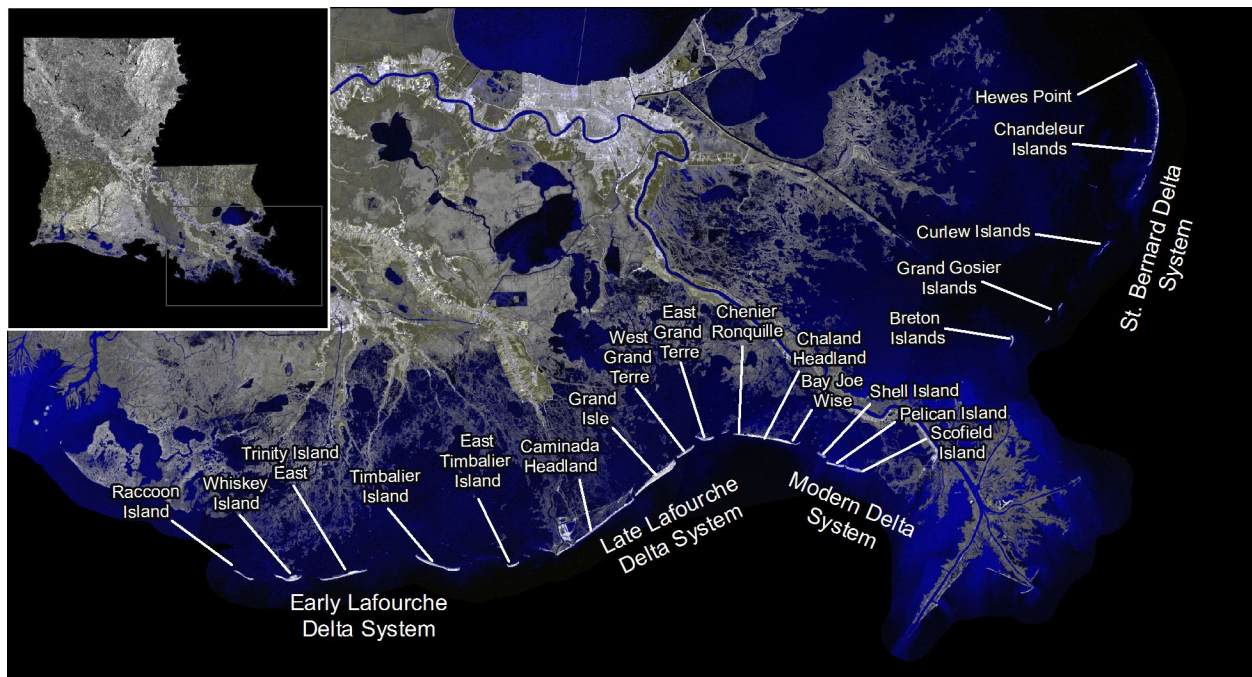 Hewes Point
Chandeleur
Islands
Curlew Islands
Grand Gosier
Islands
Breton
Islands
St. Bernard Delta
System
Chenier
Ronquille
East
Grand
Terre
West
Grand
Terre
Grand
Isle
Chaland
Headland
Bay Joe
Wise
Shell Island
Pelican Island
Scofield
Island
Modern Delta
System
Caminada
Headland
Late Lafourche
Delta System
East
Timbalier
Island
Timbalier
Island
Trinity Island
East
Whiskey
Island
Raccoon
Island
Early Lafourche
Delta System